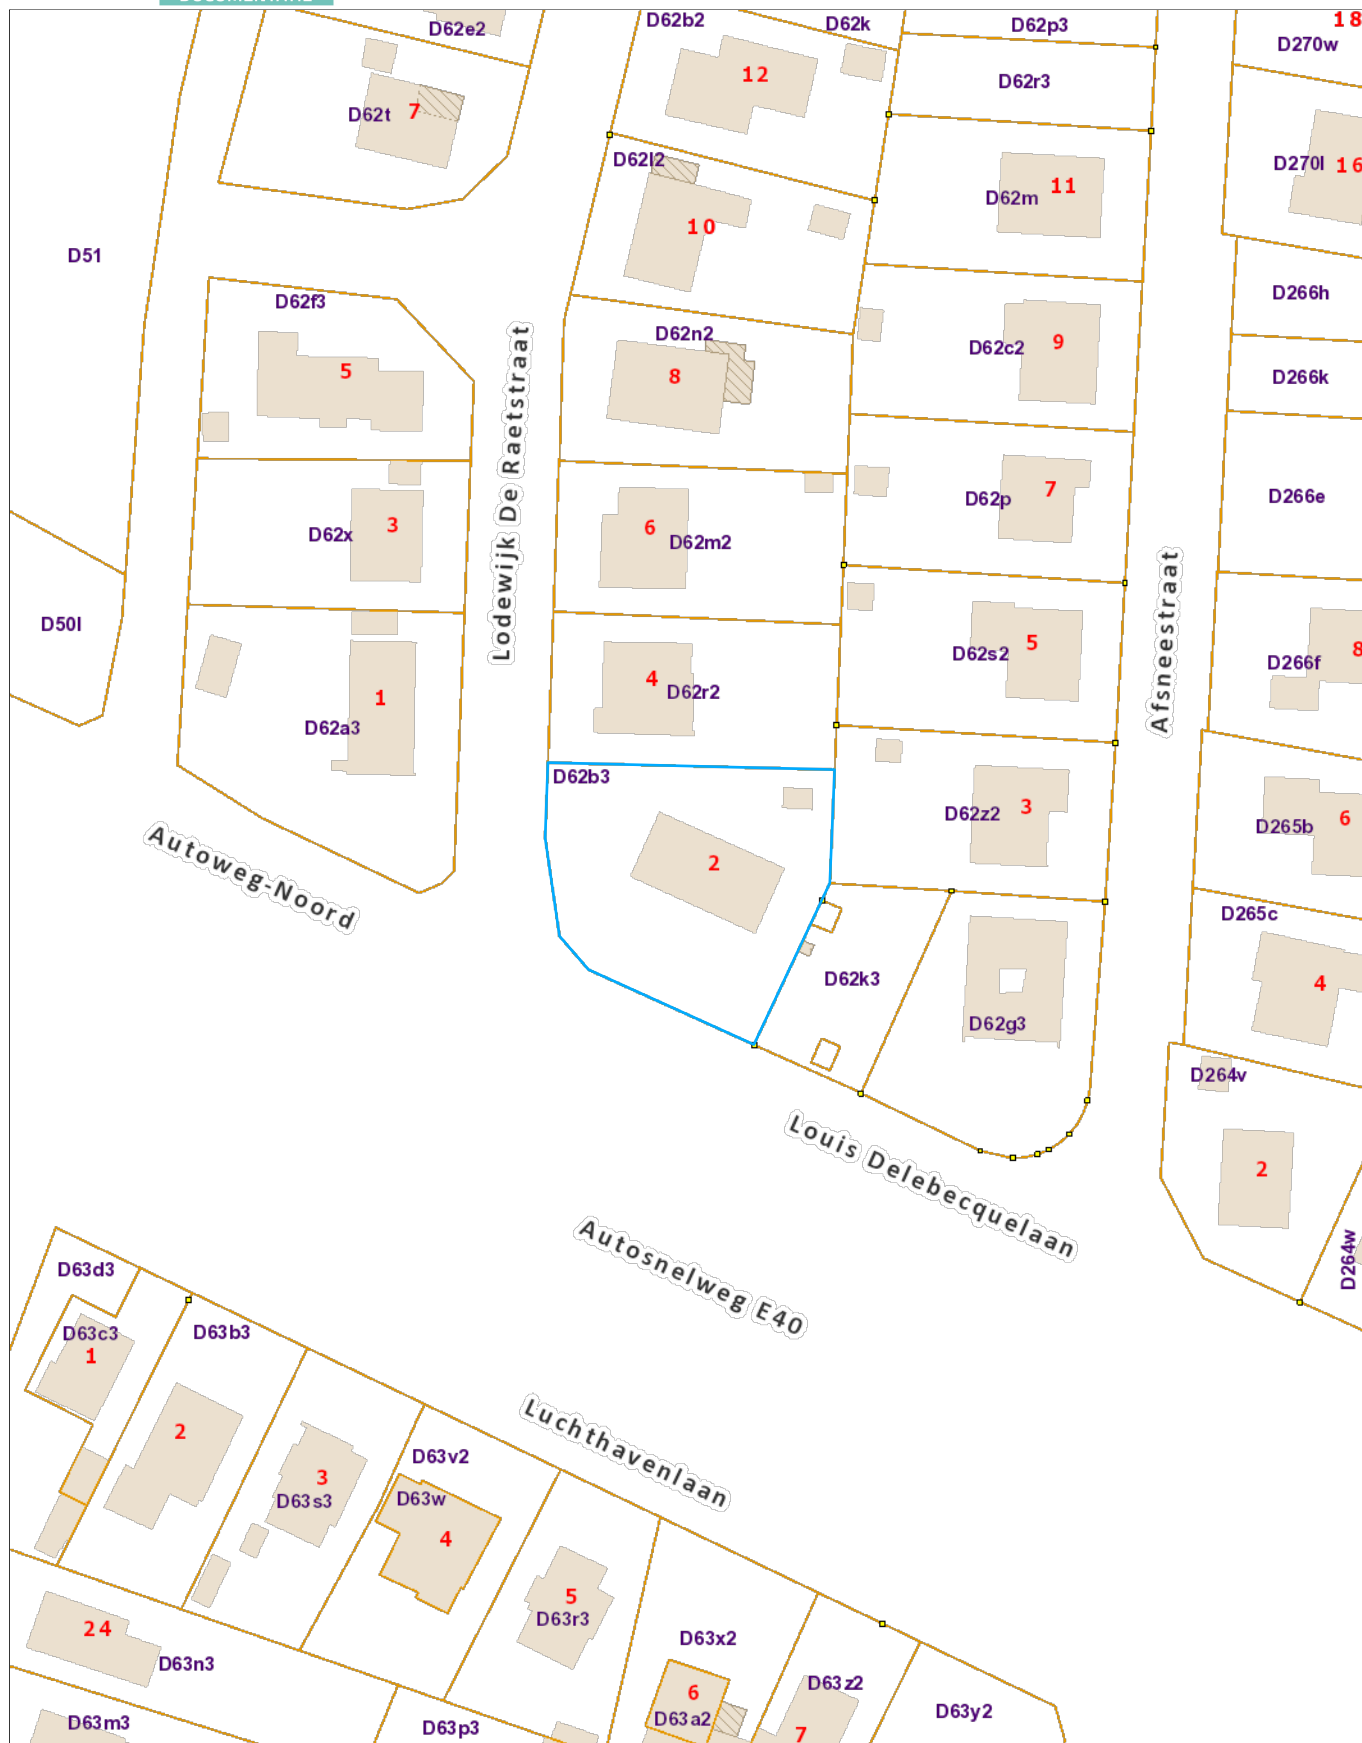 D62e2
D62b2
D62k
D62p3
18
D270w
12
D62r3
D62t
7
D62l2
D270l
16
11
D62m
10
D51
D266h
D62f3
D62n2
9
D62c2
5
8
D266k
Lodewijk De Raetstraat
7
D62p
D266e
3
D62x
6
D62m2
D50l
Afsneestraat
5
D62s2
8
D266f
4
D62r2
1
D62a3
D62b3
3
D62z2
6
D265b
Autoweg-Noord
2
D265c
D62k3
4
D62g3
D264v
Louis Delebecquelaan
2
D264w
Autosnelweg E40
D63d3
D63c3
1
D63b3
Luchthavenlaan
2
D63v2
3
D63s3
D63w
4
5
D63r3
24
D63n3
D63x2
D63z2
6
D63a2
D63y2
D63m3
D63p3
7